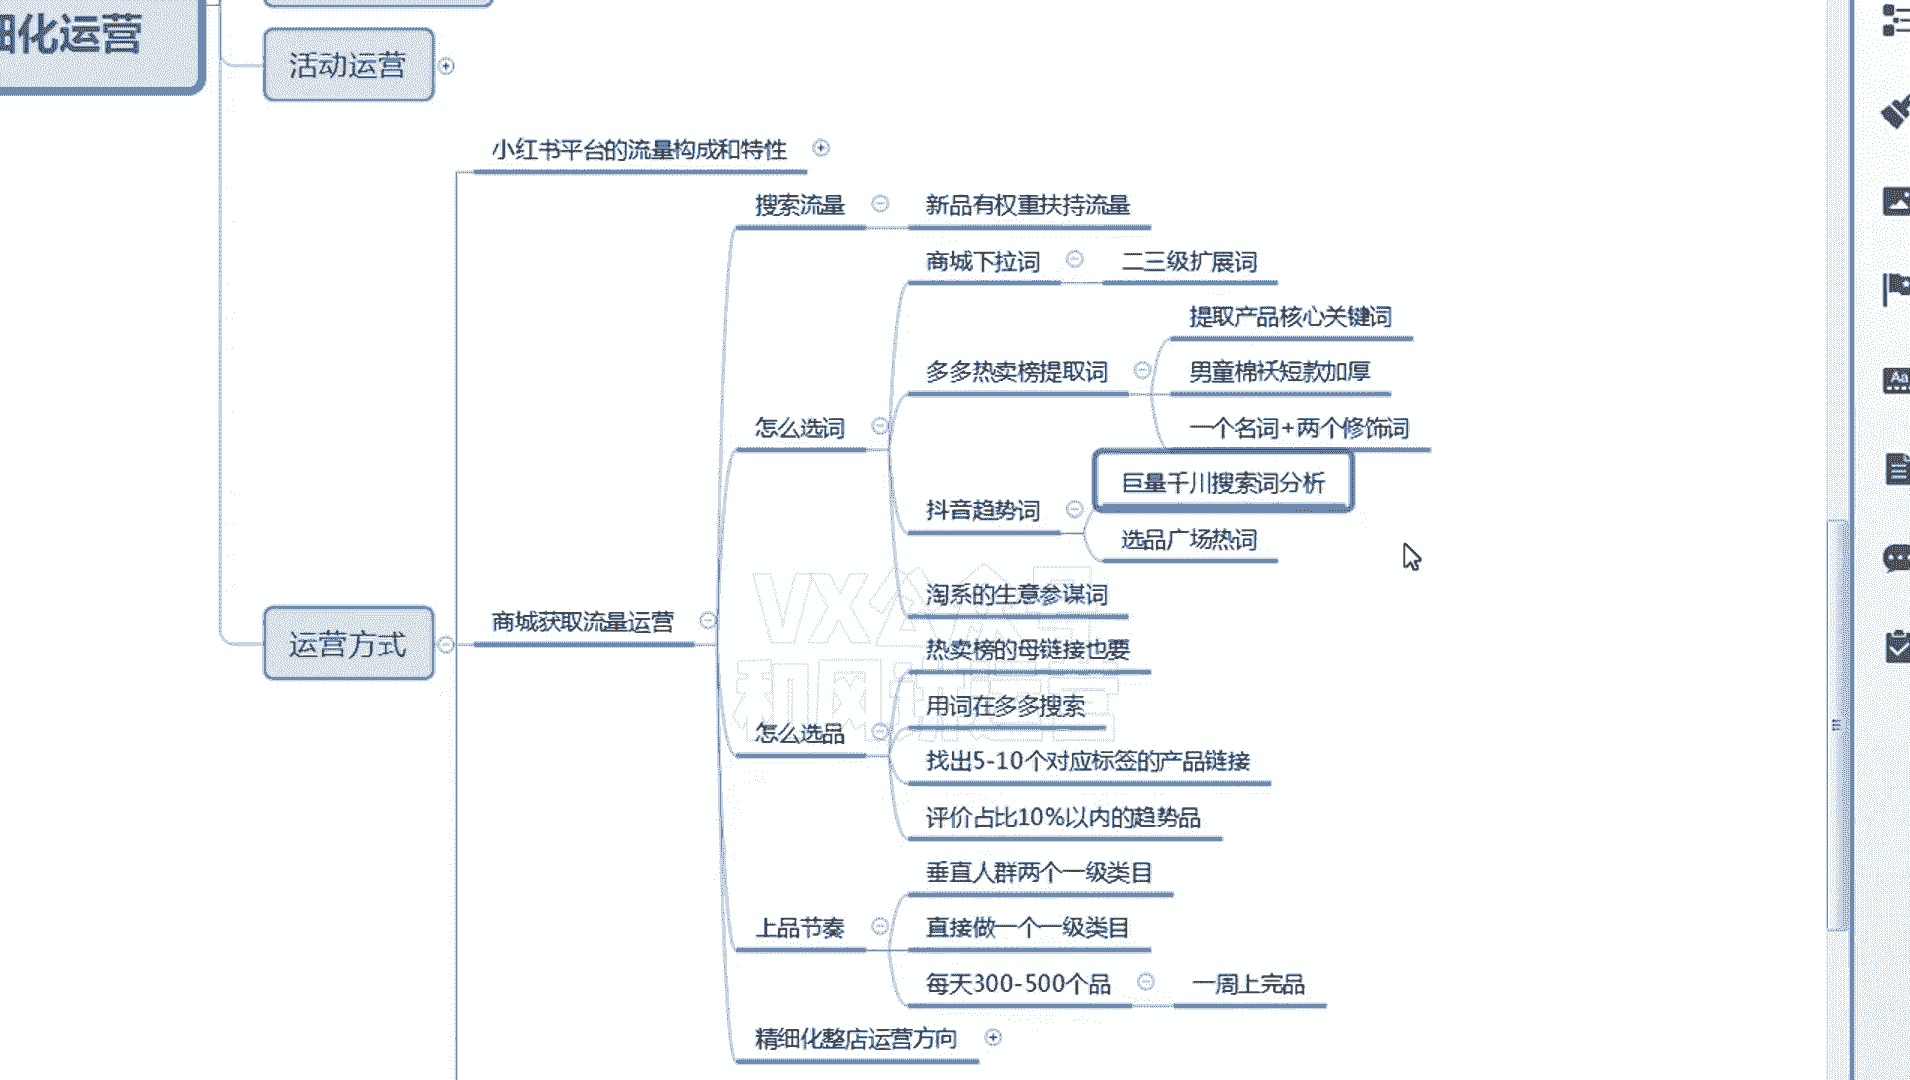 细化运营
活动运营
小红书平台的流量构成和特性
搜索流量
新品有权重扶持流量
商城下拉词
二三级扩展词
提取产品核心关键词
多多热卖榜提取词
男童棉袄短款加厚
怎么选词
一个名词+两个修饰词
巨量千川搜索词分析
抖音趋势词
选品广场热词
淘系的生意参谋词
商城获取流量运营
运营方式
热卖榜的母链接也要
用词在多多搜索
怎么选品
找出5-10个对应标签的产品链接
评价占比10%以内的趋势品
垂直人群两个一级类目
上品节奏
直接做一个一级类目
每天300-500个品
一周上完品
精细化整店运营方向
VX公众号
Aa